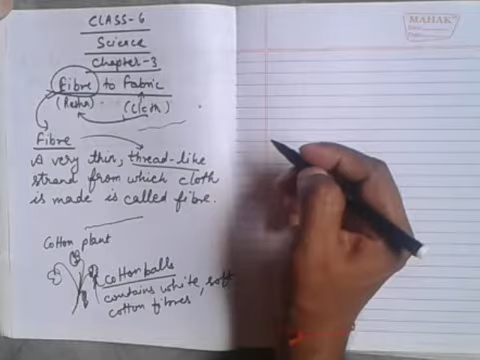 CLASS-6
Science
Chapter-3
Fibre to Fabric
(Resha) (Cloth)
Fibre
A very thin, thread-like
strand from which cloth
is made is called fibre.
Cotton plant
Cotton balls
contains white, soft
cotton fibres
MAHAK